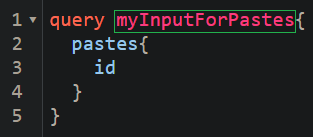 1 query myInputForPastes{
2 pastes{
3 id
4 }
5 }